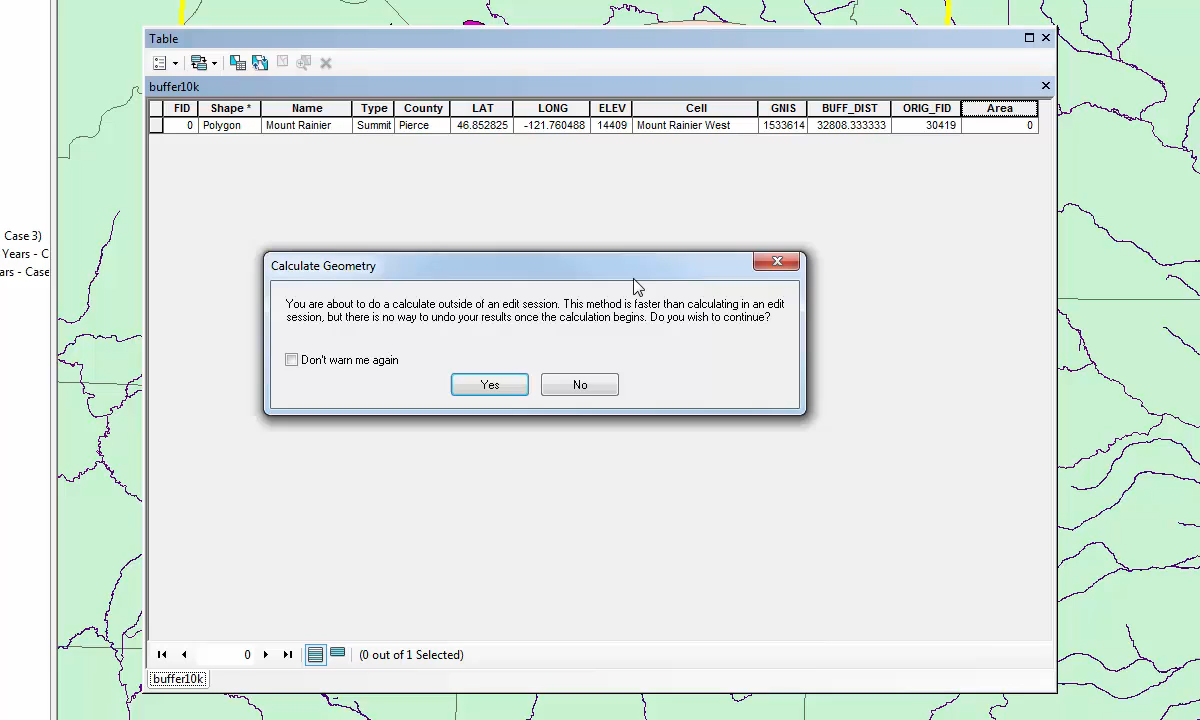 Table
buffer10k
FID Shape * Name Type County LAT LONG ELEV Cell GNIS BUFF_DIST ORIG_FID Area
0 Polygon Mount Rainier Summit Pierce 46.852825 -121.760488 14409 Mount Rainier West 1533614 32808.333333 30419 0
Case 3)
Years - C
ars - Case
Calculate Geometry
You are about to do a calculate outside of an edit session. This method is faster than calculating in an edit
session, but there is no way to undo your results once the calculation begins. Do you wish to continue?
Don't warn me again
Yes No
0 (0 out of 1 Selected)
buffer10k